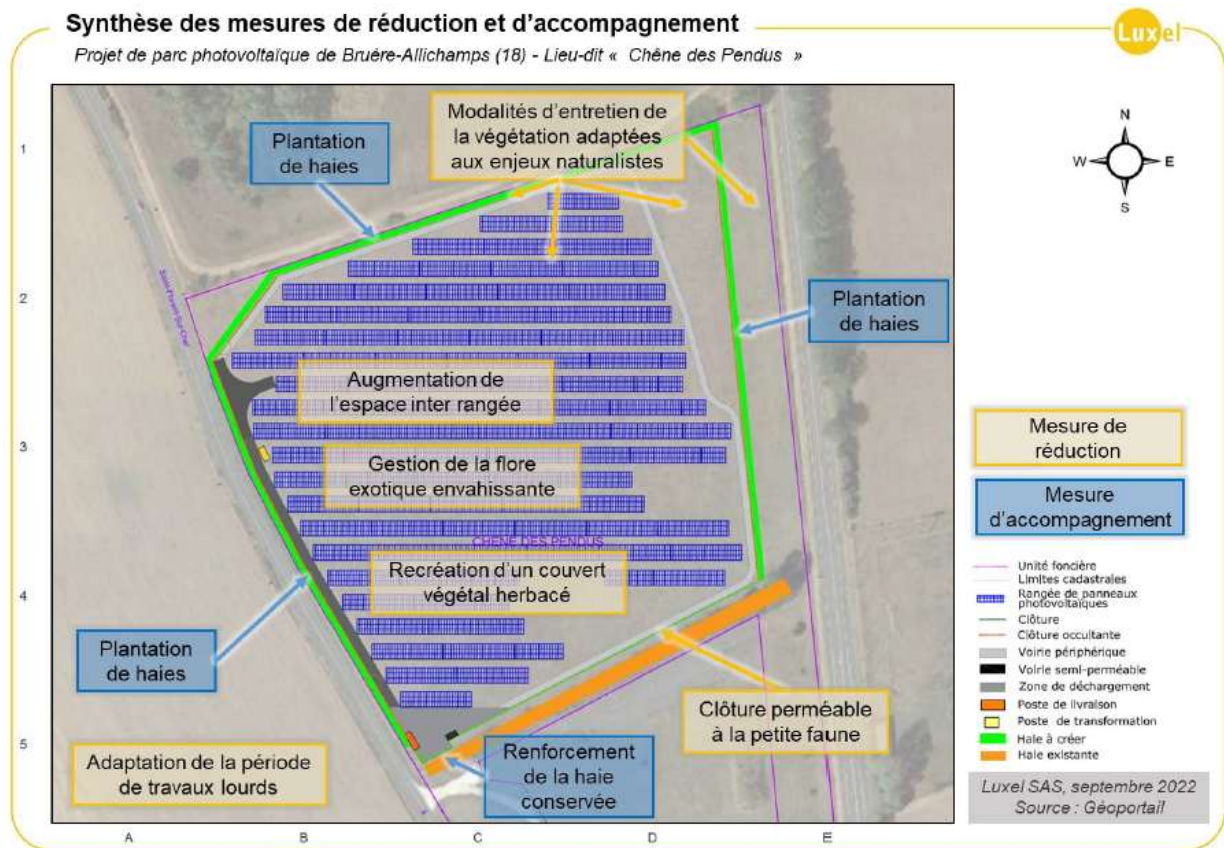 Synthèse des mesures de réduction et d'accompagnement
Projet de parc photovoltaïque de Bruère-Allichamps (18) - Lieu-dit « Chêne des Pendus »
Luxel
Modalités d'entretien de
la végétation adaptées
aux enjeux naturalistes
Plantation
de haies
N
W
E
S
1
2
3
4
5
Plantation
de haies
Augmentation de
l'espace inter rangée
Gestion de la flore
exotique envahissante
CHENE DES PENDUS
Recréation d'un couvert
végétal herbacé
Plantation
de haies
Clôture perméable
à la petite faune
Adaptation de la période
de travaux lourds
Renforcement
de la haie
conservée
A
B
C
D
E
Mesure de
réduction
Mesure
d'accompagnement
Unité foncière
Limites cadastrales
Rangée de panneaux
photovoltaïques
Clôture
Clôture occultante
Voirie périphérique
Voirie semi-perméable
Zone de déchargement
Poste de livraison
Poste de transformation
Haie à créer
Haie existante
Luxel SAS, septembre 2022
Source : Géoportail